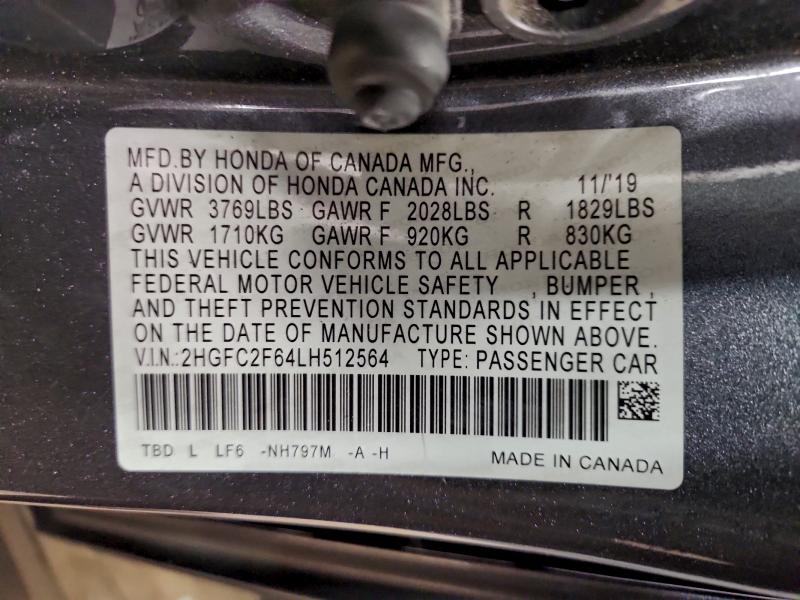 MFD.BY HONDA OF CANADA MFG.,
A DIVISION OF HONDA CANADA INC. 11/'19
GVWR 3769LBS GAWR F 2028LBS R 1829LBS
GVWR 1710KG GAWR F 920KG R 830KG
THIS VEHICLE CONFORMS TO ALL APPLICABLE
FEDERAL MOTOR VEHICLE SAFETY , BUMPER ,
AND THEFT PREVENTION STANDARDS IN EFFECT
ON THE DATE OF MANUFACTURE SHOWN ABOVE.
V.I.N.:2HGFC2F64LH512564 TYPE: PASSENGER CAR
TBD L LF6 -NH797M -A -H MADE IN CANADA